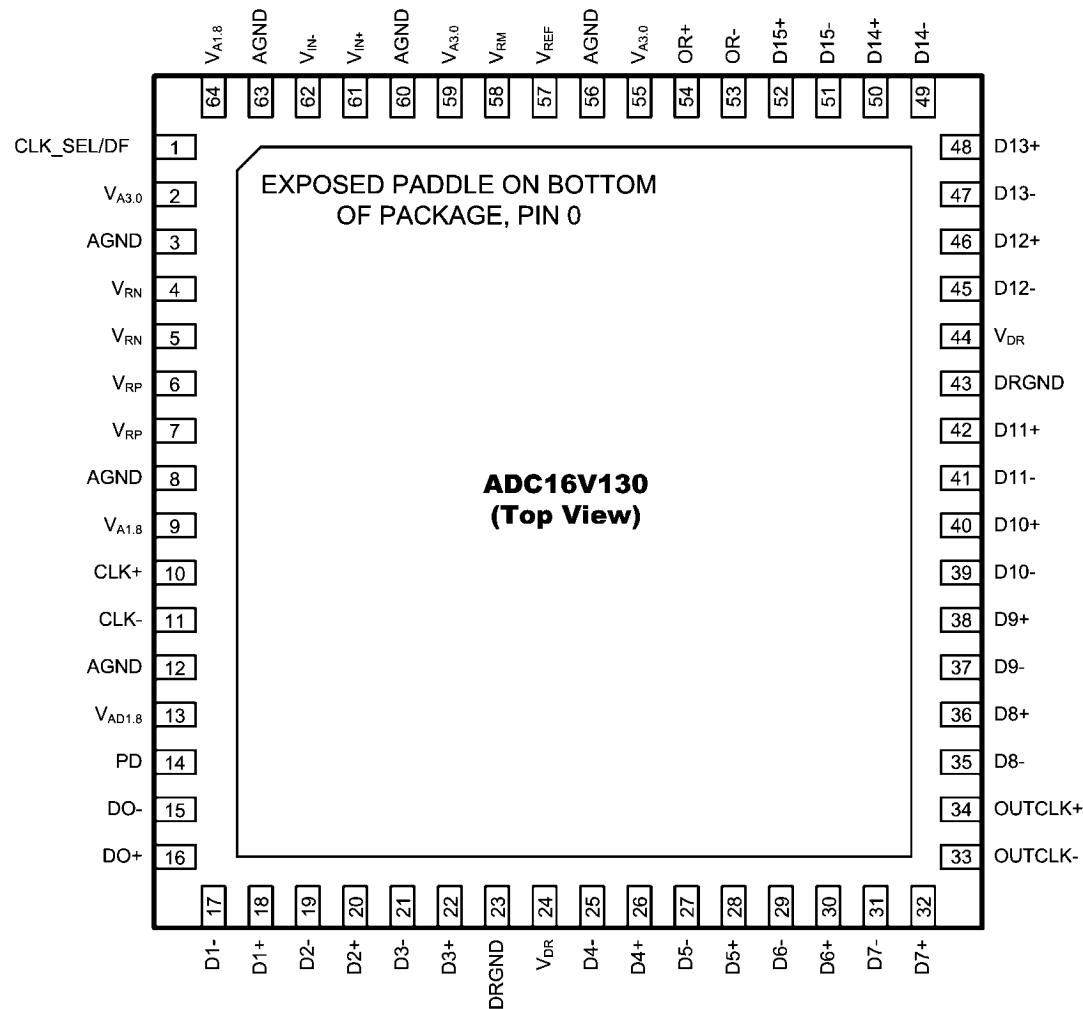 VA1.8 AGND VIN- VIN+ AGND VA3.0 VRM VREF AGND VA3.0 OR+ OR- D15+ D15- D14+ D14-
64 63 62 61 60 59 58 57 56 55 54 53 52 51 50 49
CLK_SEL/DF 1
48 D13+
VA3.0 2
47 D13-
AGND 3
46 D12+
VRN 4
45 D12-
VRN 5
44 VDR
VRP 6
43 DRGND
VRP 7
42 D11+
AGND 8
41 D11-
VA1.8 9
40 D10+
CLK+ 10
39 D10-
CLK- 11
38 D9+
AGND 12
37 D9-
VAD1.8 13
36 D8+
PD 14
35 D8-
DO- 15
34 OUTCLK+
DO+ 16
33 OUTCLK-
EXPOSED PADDLE ON BOTTOM
OF PACKAGE, PIN 0
ADC16V130
(Top View)
17 18 19 20 21 22 23 24 25 26 27 28 29 30 31 32
D1- D1+ D2- D2+ D3- D3+ DRGND VDR D4- D4+ D5- D5+ D6- D6+ D7- D7+